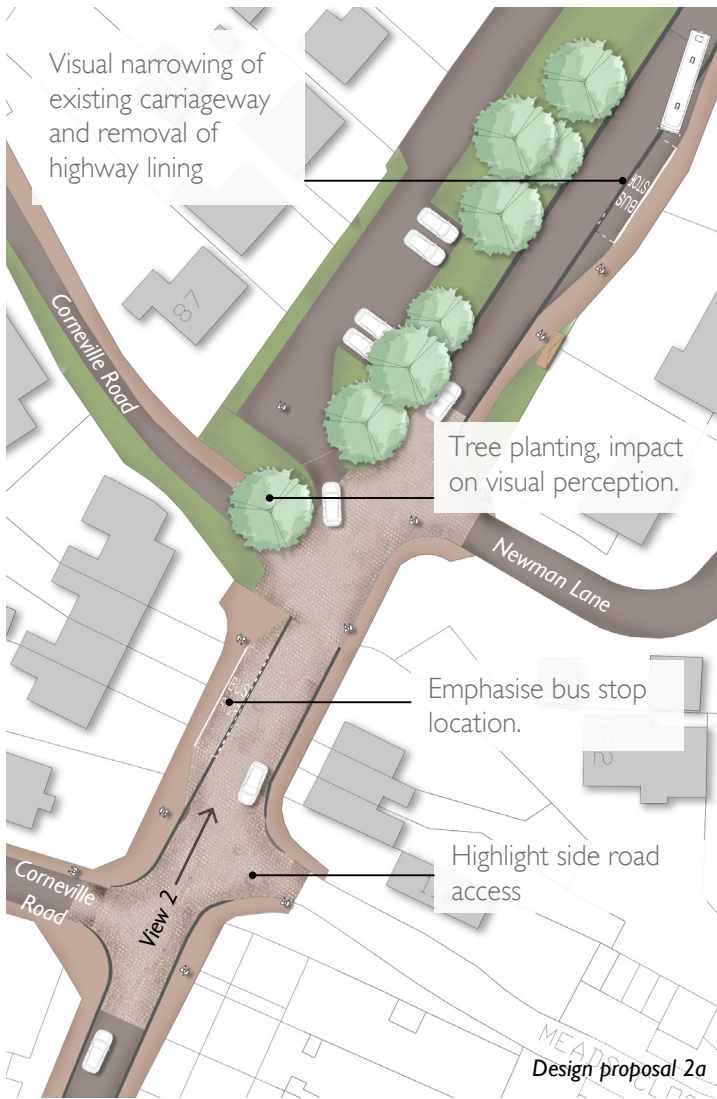 Visual narrowing of
existing carriageway
and removal of
highway lining
BUS
STOP
87
Corneville Road
Tree planting, impact
on visual perception.
Newman Lane
BUS
Emphasise bus stop
location.
122
Highlight side road
access
Corneville
Road
View 2
MEADS
Design proposal 2a